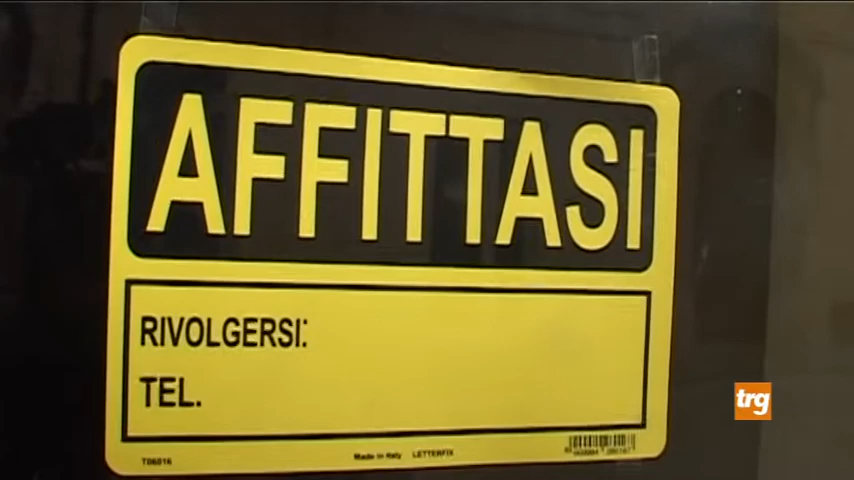 AFFITTASI
RIVOLGERSI:
TEL.
T06016 Made in Italy LETTERFIX
trg